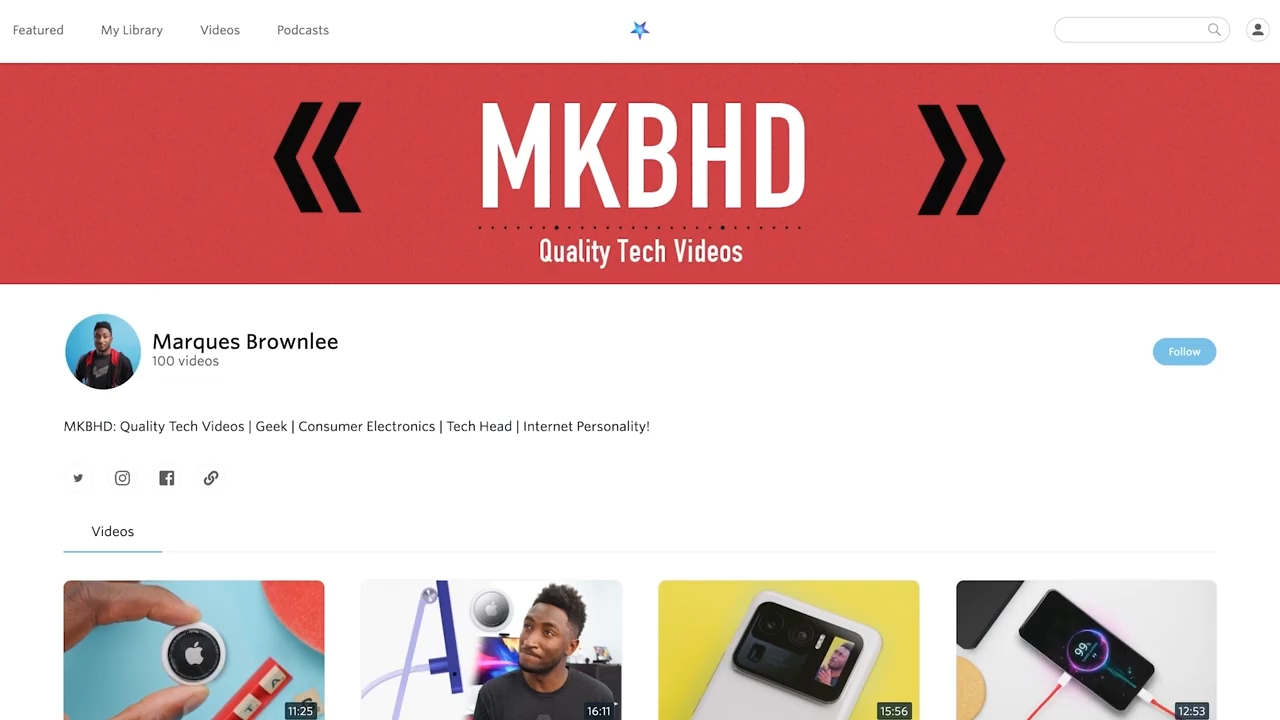 Featured
My Library
Videos
Podcasts
MKBHD
Quality Tech Videos
Marques Brownlee
100 videos
Follow
MKBHD: Quality Tech Videos | Geek | Consumer Electronics | Tech Head | Internet Personality!
Videos
99
11:25
16:11
15:56
12:53